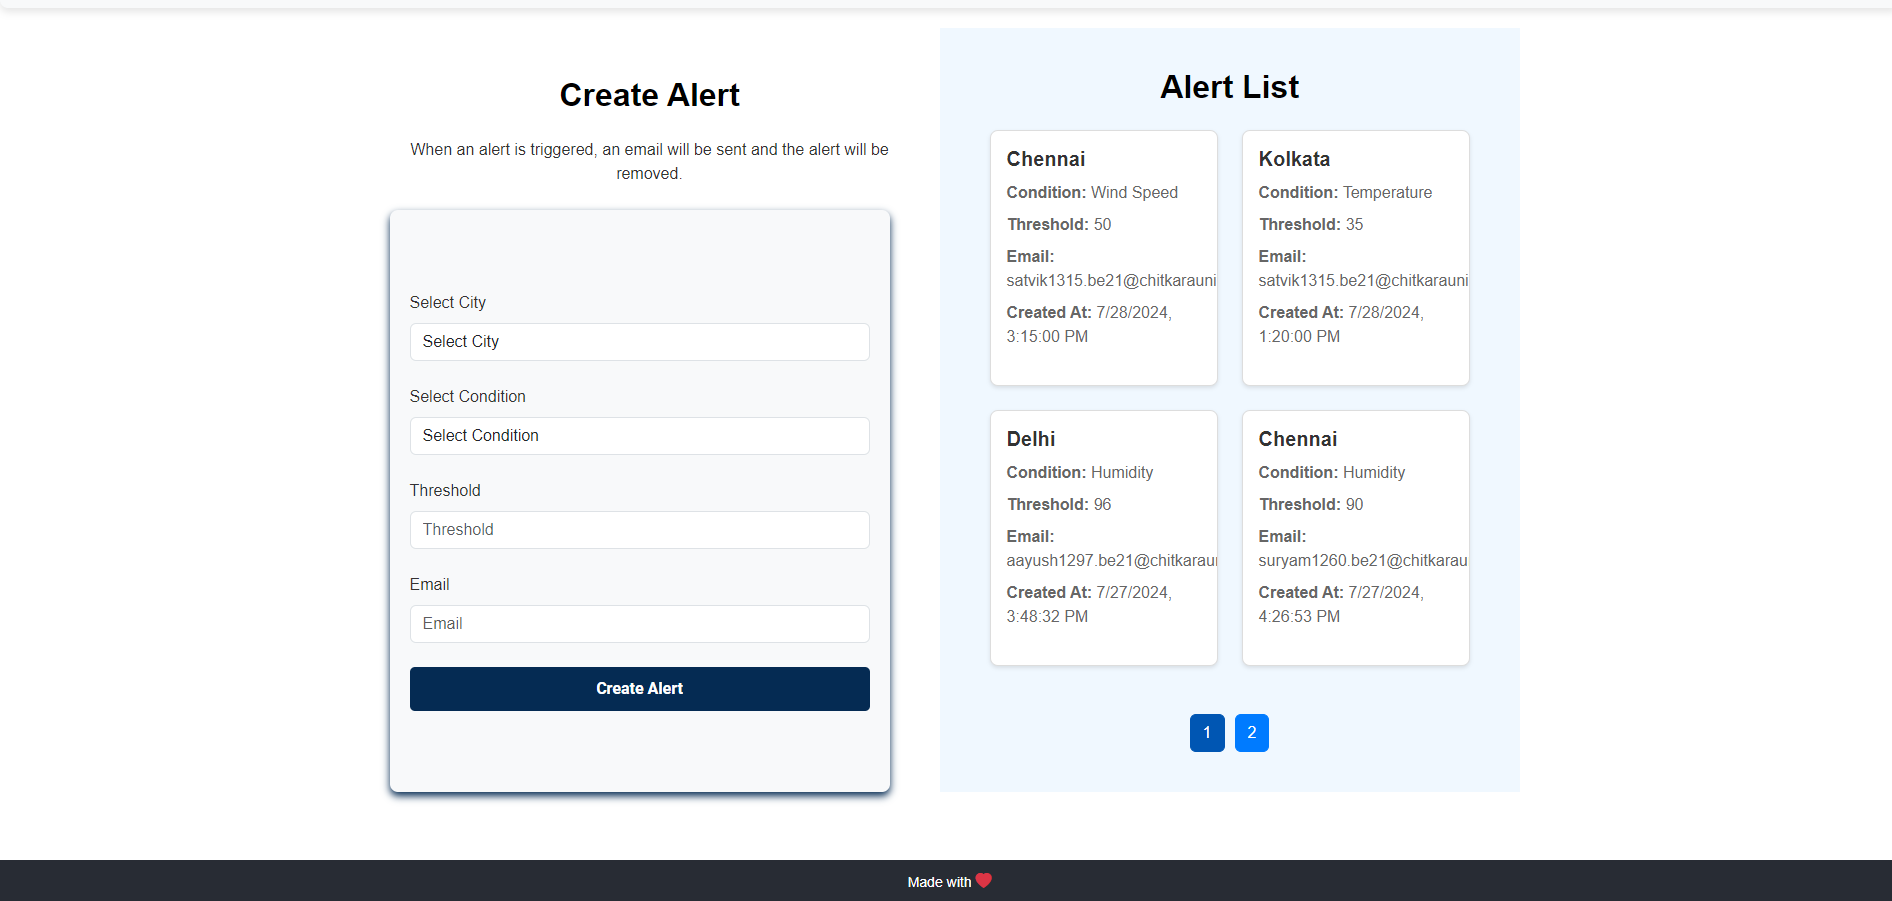 Create Alert
When an alert is triggered, an email will be sent and the alert will be
removed.
Select City
Select City
Select Condition
Select Condition
Threshold
Threshold
Email
Email
Create Alert
Alert List
Chennai
Condition: Wind Speed
Threshold: 50
Email:
satvik1315.be21@chitkarauni
Created At: 7/28/2024,
3:15:00 PM
Kolkata
Condition: Temperature
Threshold: 35
Email:
satvik1315.be21@chitkarauni
Created At: 7/28/2024,
1:20:00 PM
Delhi
Condition: Humidity
Threshold: 96
Email:
aayush1297.be21@chitkaraun
Created At: 7/27/2024,
3:48:32 PM
Chennai
Condition: Humidity
Threshold: 90
Email:
suryam1260.be21@chitkarau
Created At: 7/27/2024,
4:26:53 PM
1 2
Made with